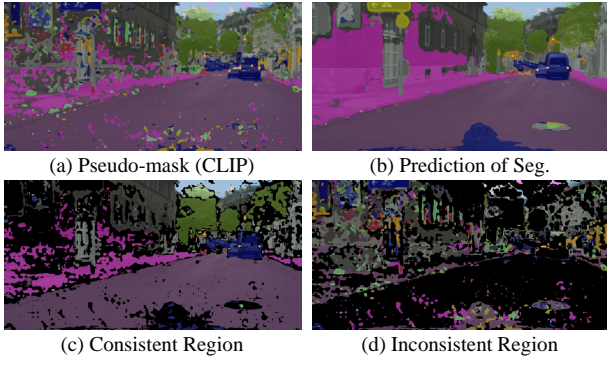 (a) Pseudo-mask (CLIP)
(b) Prediction of Seg.
(c) Consistent Region
(d) Inconsistent Region